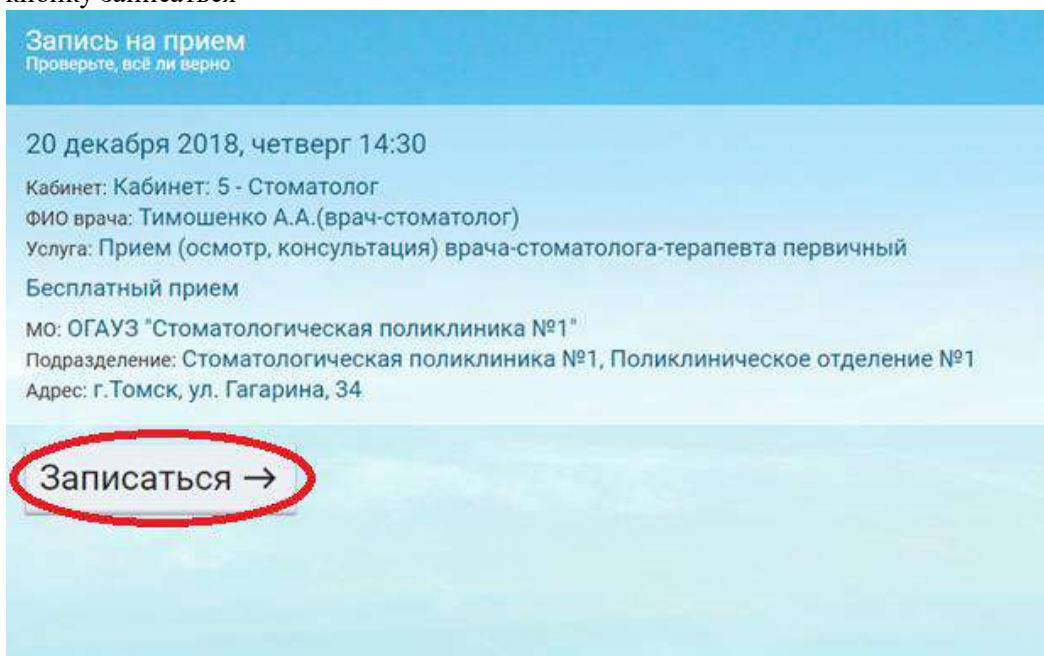 кнопку записаться
Запись на прием
Проверьте, всё ли верно
20 декабря 2018, четверг 14:30
Кабинет: Кабинет: 5 - Стоматолог
ФИО врача: Тимошенко А.А.(врач-стоматолог)
Услуга: Прием (осмотр, консультация) врача-стоматолога-терапевта первичный
Бесплатный прием
МО: ОГАУЗ "Стоматологическая поликлиника №1"
Подразделение: Стоматологическая поликлиника №1, Поликлиническое отделение №1
Адрес: г.Томск, ул. Гагарина, 34
Записаться →